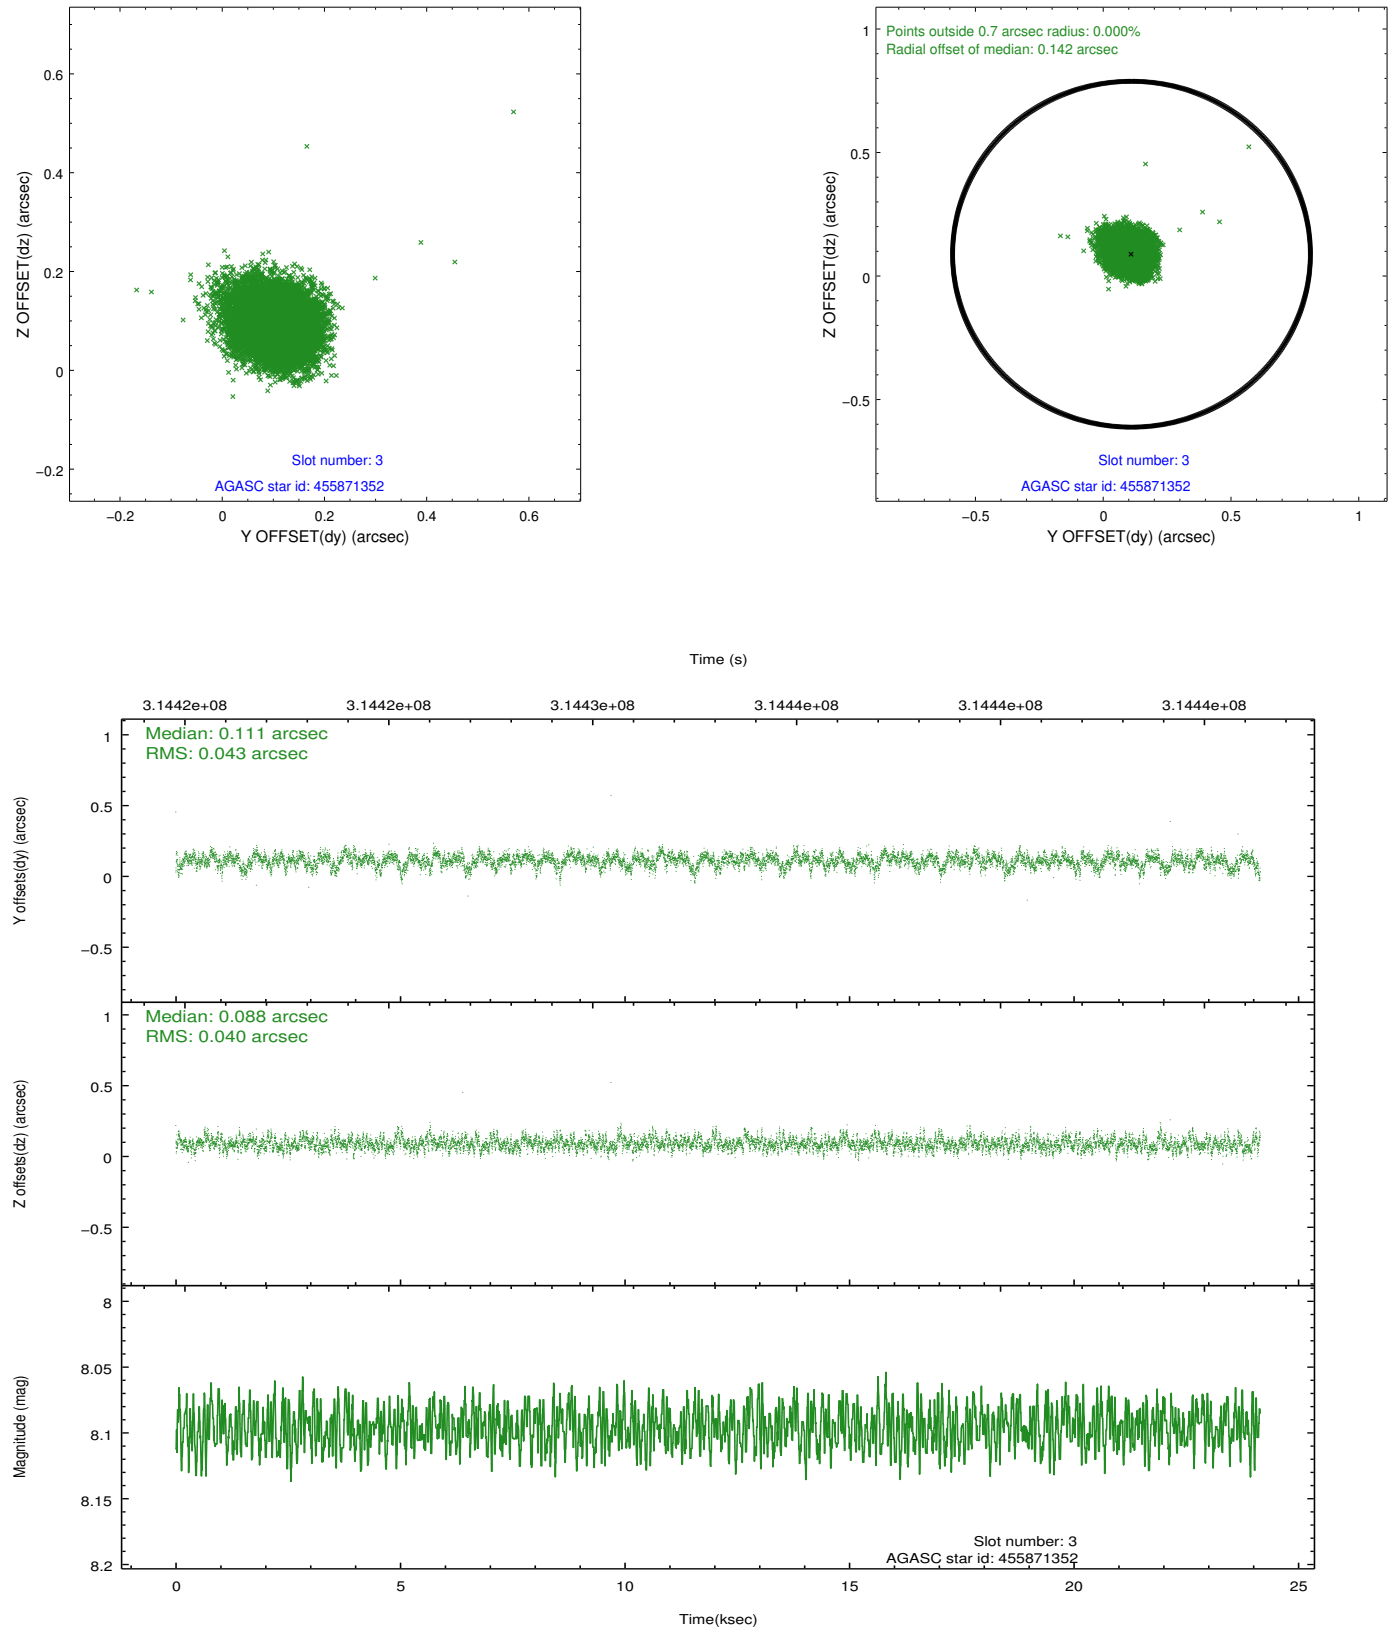 Z OFFSET(dz) (arcsec)
0.6
0.4
0.2
0
−0.2
−0.2
0
0.2
0.4
0.6
Y OFFSET(dy) (arcsec)
Slot number: 3
AGASC star id: 455871352
Points outside 0.7 arcsec radius: 0.000%
Radial offset of median: 0.142 arcsec
Z OFFSET(dz) (arcsec)
1
0.5
0
−0.5
−0.5
0
0.5
1
Y OFFSET(dy) (arcsec)
Slot number: 3
AGASC star id: 455871352
Time (s)
3.1442e+08 3.1442e+08 3.1443e+08 3.1444e+08 3.1444e+08 3.1444e+08
Median: 0.111 arcsec
RMS: 0.043 arcsec
Y offsets(dy) (arcsec)
1
0.5
0
−0.5
Median: 0.088 arcsec
RMS: 0.040 arcsec
Z offsets(dz) (arcsec)
1
0.5
0
−0.5
Magnitude (mag)
8
8.05
8.1
8.15
8.2
Slot number: 3
AGASC star id: 455871352
0 5 10 15 20 25
Time(ksec)